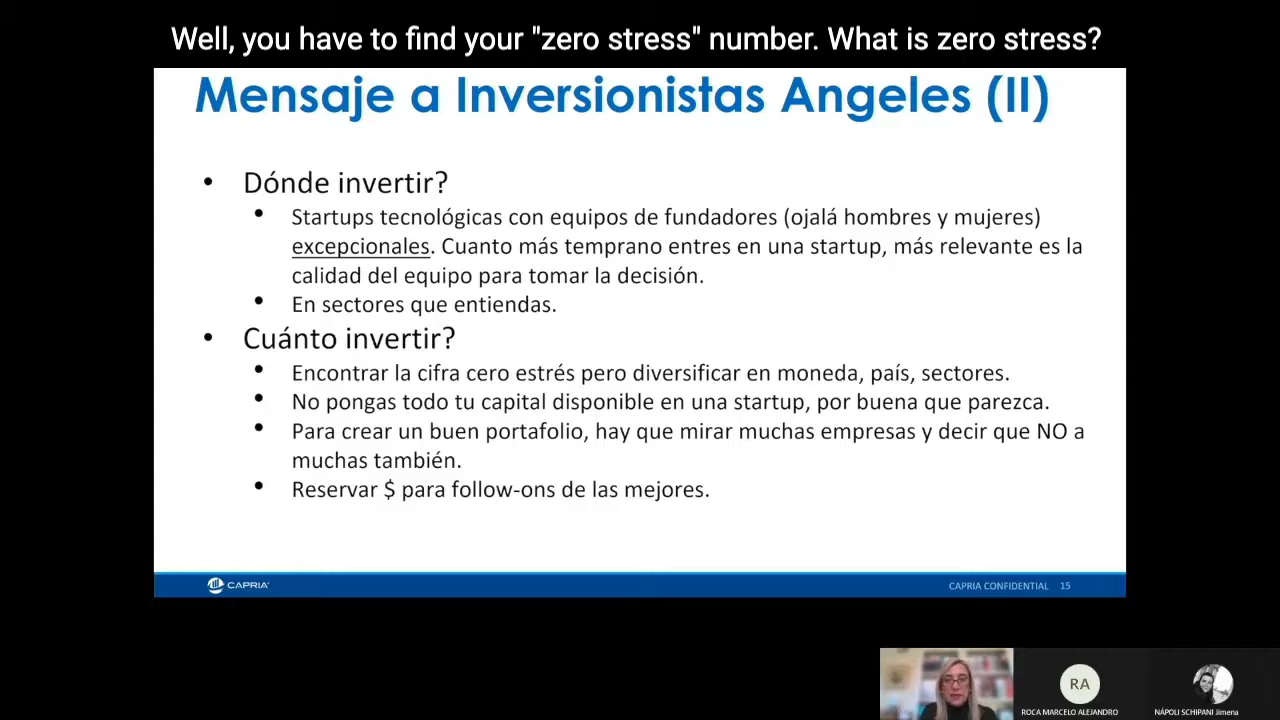 Well, you have to find your "zero stress" number. What is zero stress?
Mensaje a Inversionistas Angeles (II)
• Dónde invertir?
• Startups tecnológicas con equipos de fundadores (ojalá hombres y mujeres)
excepcionales. Cuanto más temprano entres en una startup, más relevante es la
calidad del equipo para tomar la decisión.
• En sectores que entiendas.
• Cuánto invertir?
• Encontrar la cifra cero estrés pero diversificar en moneda, país, sectores.
• No pongas todo tu capital disponible en una startup, por buena que parezca.
• Para crear un buen portafolio, hay que mirar muchas empresas y decir que NO a
muchas también.
• Reservar $ para follow-ons de las mejores.
CAPRIA
CAPRIA CONFIDENTIAL 15
RA
ROCA MARCELO ALEJANDRO
NÁPOLI SCHIPANI Jimena